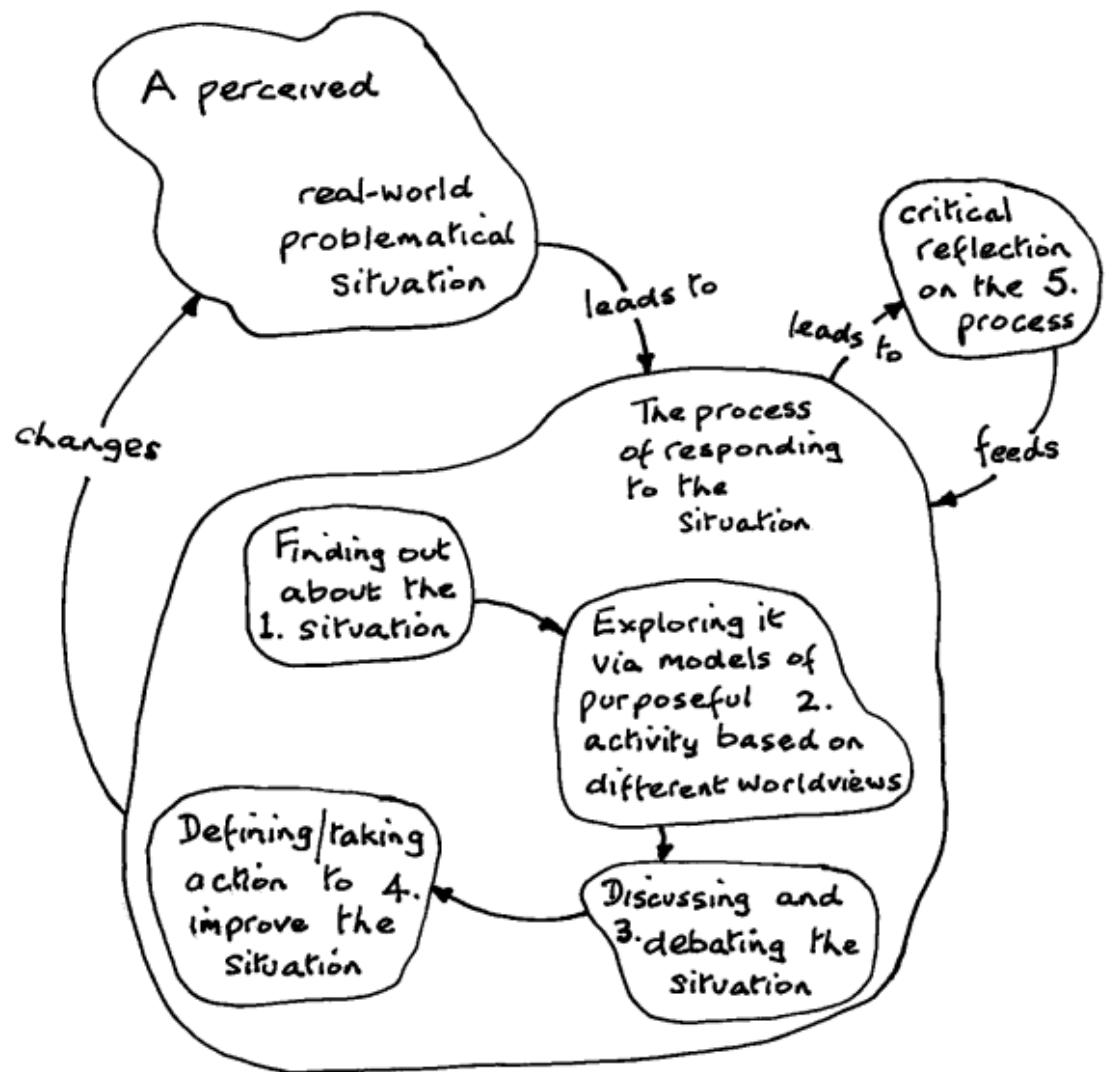 A perceived
real-world
problematical
situation
leads to
critical
reflection
on the 5.
process
leads to
feeds
changes
The process
of responding
to the
situation
Finding out
about the
1. situation
Exploring it
via models of
purposeful 2.
activity based on
different worldviews
Discussing and
3. debating the
situation
Defining/taking
action to 4.
improve the
situation